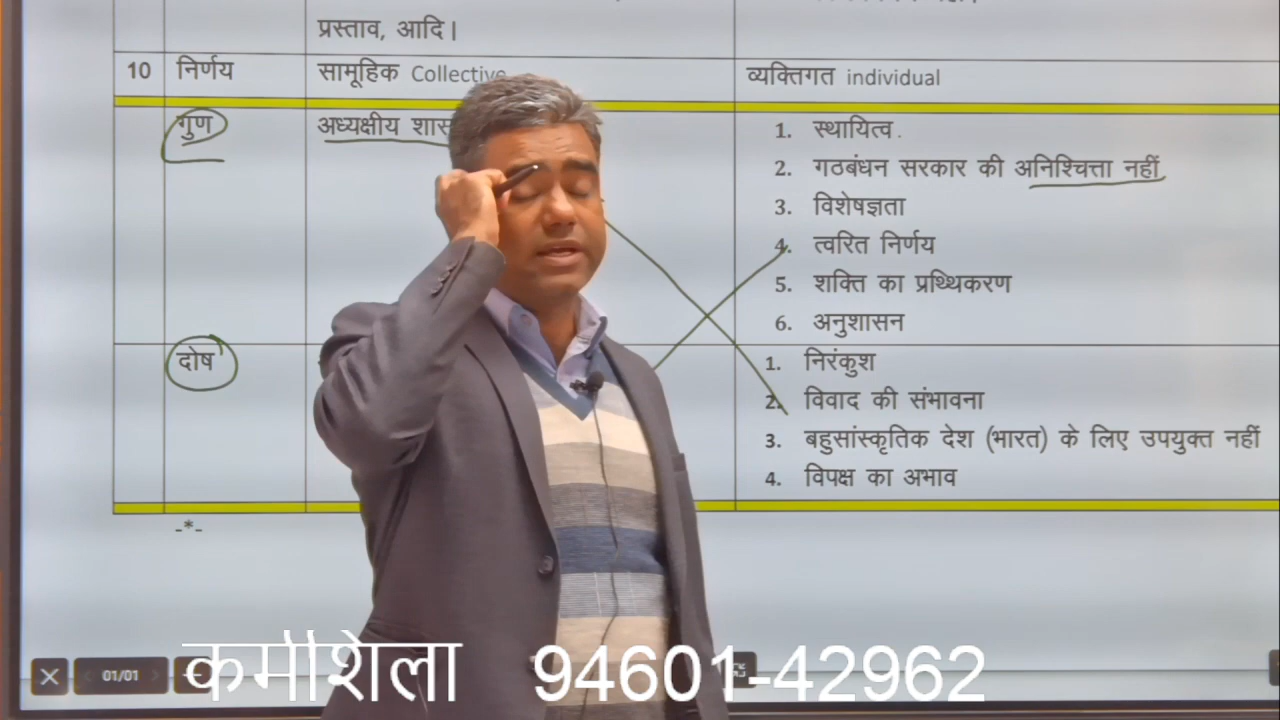 प्रस्ताव, आदि।
10 निर्णय सामूहिक Collective व्यक्तिगत individual
गुण अध्यक्षीय
1. स्थायित्व.
2. गठबंधन सरकार की अनिश्चित्ता नहीं
3. विशेषज्ञता
4. त्वरित निर्णय
5. शक्ति का प्रथ्थिकरण
6. अनुशासन
दोष
1. निरंकुश
2. विवाद की संभावना
3. बहुसांस्कृतिक देश (भारत) के लिए उपयुक्त नहीं
4. विपक्ष का अभाव
-*-
01/01
कर्मशिला 94601-42962